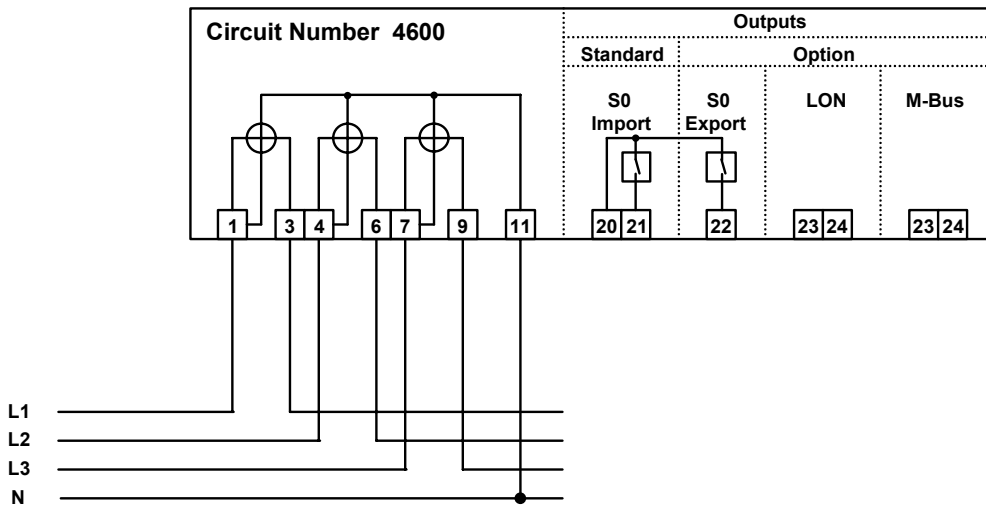 Circuit Number 4600
Outputs
Standard
Option
S0
Import
S0
Export
LON
M-Bus
1 3 4 6 7 9 11 20 21 22 23 24 23 24
L1
L2
L3
N